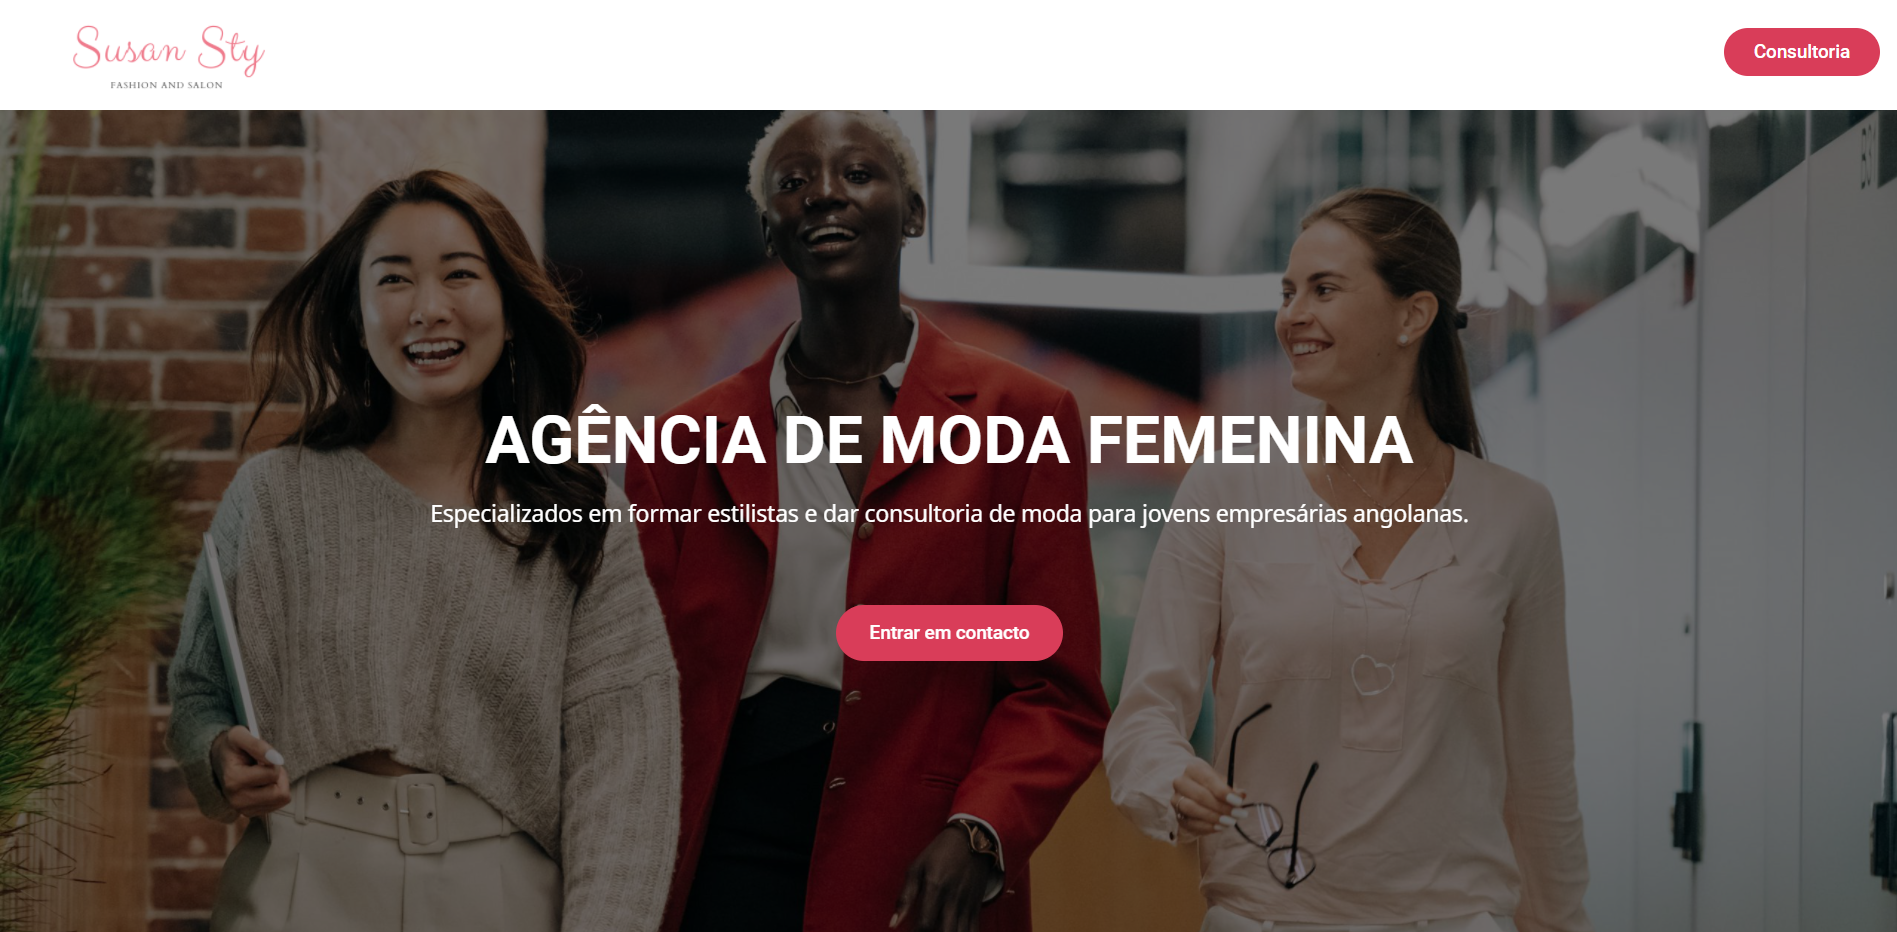 Susan Sty
FASHION AND SALON
Consultoria
AGÊNCIA DE MODA FEMENINA
Especializados em formar estilistas e dar consultoria de moda para jovens empresárias angolanas.
Entrar em contacto